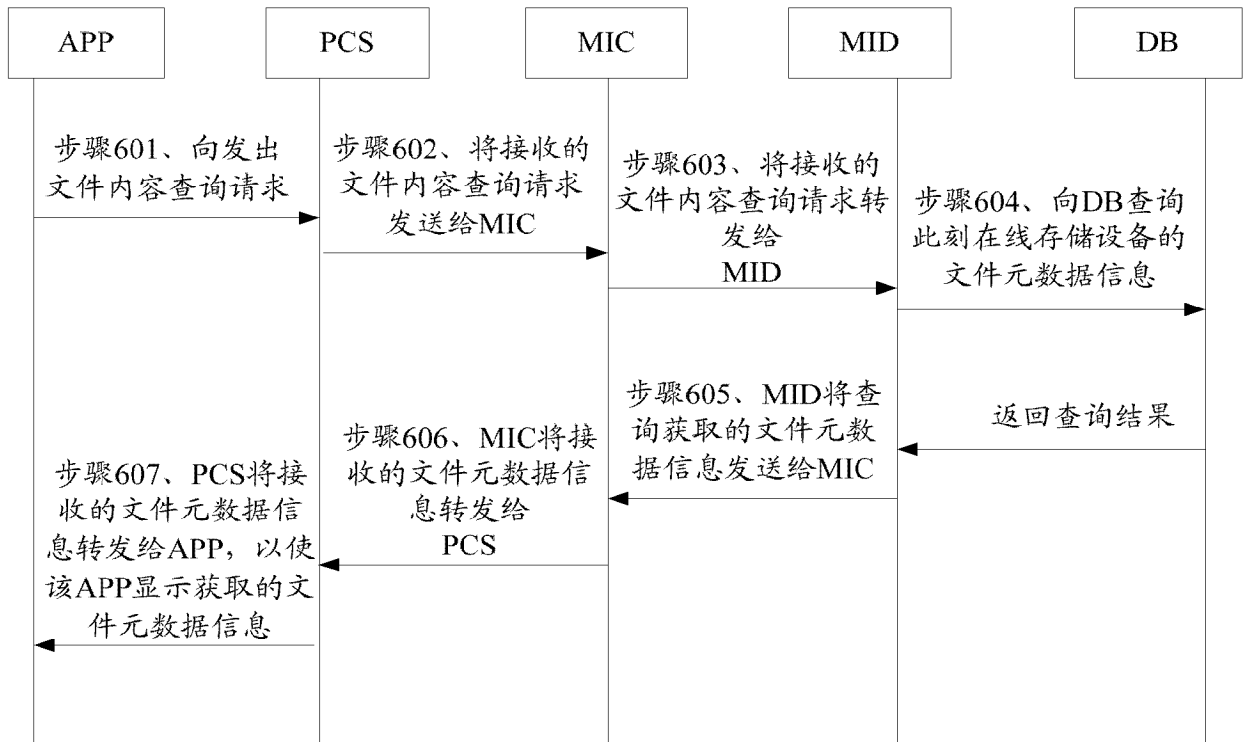 APP
PCS
MIC
MID
DB
步骤601、向发出
文件内容查询请求
步骤602、将接收的
文件内容查询请求
发送给MIC
步骤603、将接收的
文件内容查询请求转
发给
MID
步骤604、向DB查询
此刻在线存储设备的
文件元数据信息
返回查询结果
步骤605、MID将查
询获取的文件元数
据信息发送给MIC
步骤606、MIC将接
收的文件元数据信
息转发给
PCS
步骤607、PCS将接
收的文件元数据信
息转发给APP，以使
该APP显示获取的文
件元数据信息